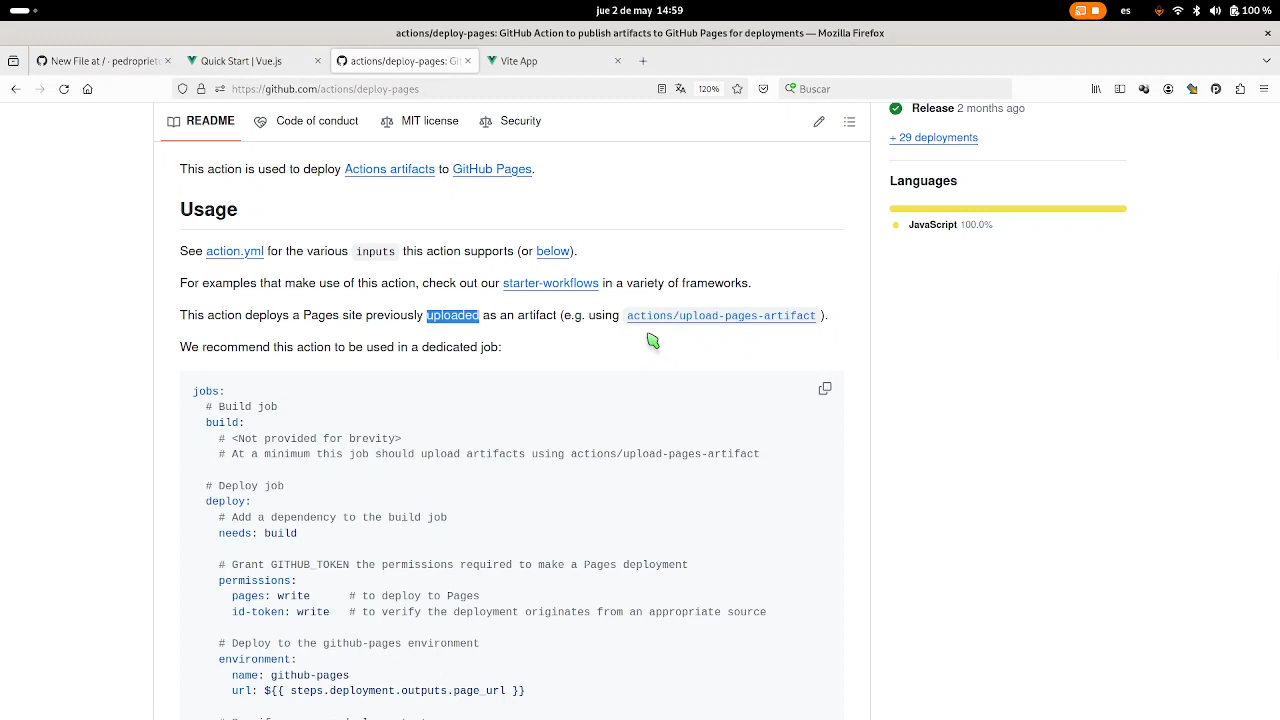 jue 2 de may 14:59
es
100 %
actions/deploy-pages: GitHub Action to publish artifacts to GitHub Pages for deployments — Mozilla Firefox
New File at / · pedropriete
Quick Start | Vue.js
actions/deploy-pages: Git
Vite App
https://github.com/actions/deploy-pages
120%
Buscar
README
Code of conduct
MIT license
Security
Release 2 months ago
+ 29 deployments
Languages
JavaScript 100.0%
This action is used to deploy Actions artifacts to GitHub Pages.
Usage
See action.yml for the various inputs this action supports (or below).
For examples that make use of this action, check out our starter-workflows in a variety of frameworks.
This action deploys a Pages site previously uploaded as an artifact (e.g. using actions/upload-pages-artifact ).
We recommend this action to be used in a dedicated job:
jobs:
# Build job
build:
# <Not provided for brevity>
# At a minimum this job should upload artifacts using actions/upload-pages-artifact
# Deploy job
deploy:
# Add a dependency to the build job
needs: build
# Grant GITHUB_TOKEN the permissions required to make a Pages deployment
permissions:
pages: write # to deploy to Pages
id-token: write # to verify the deployment originates from an appropriate source
# Deploy to the github-pages environment
environment:
name: github-pages
url: ${{ steps.deployment.outputs.page_url }}